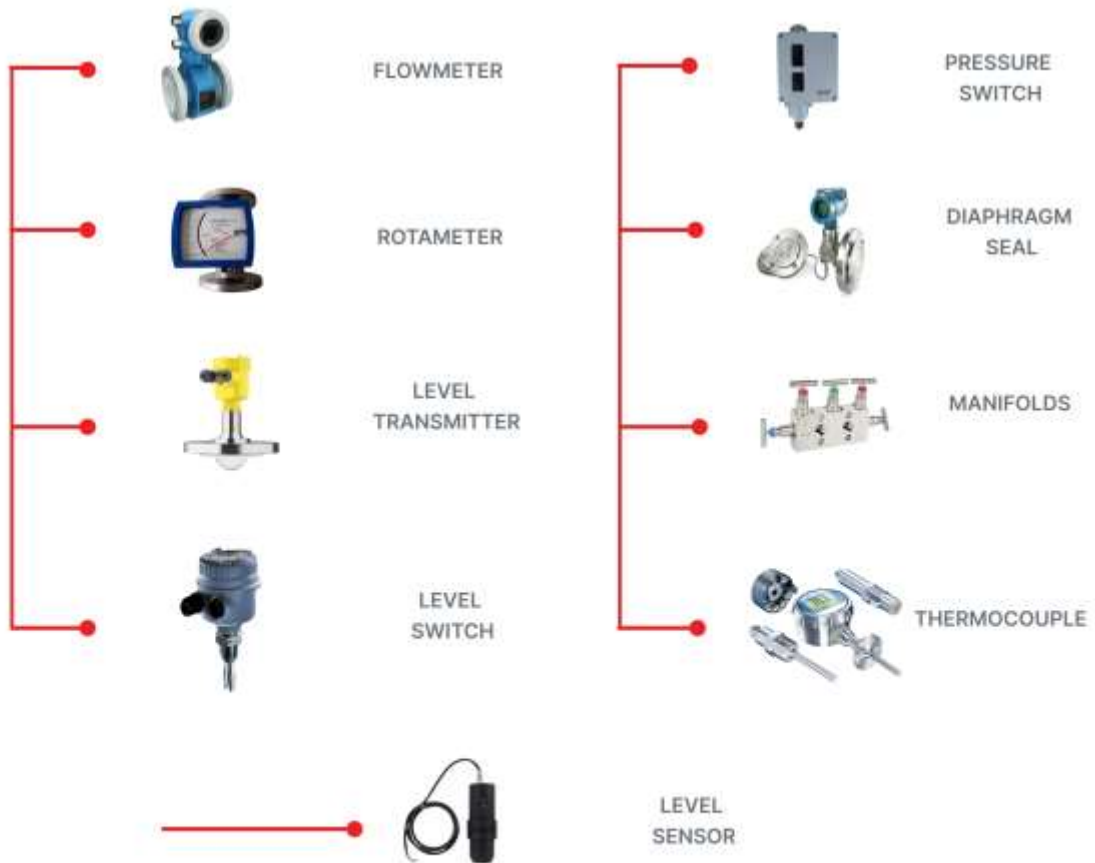 FLOWMETER
ROTAMETER
LEVEL
TRANSMITTER
LEVEL
SWITCH
PRESSURE
SWITCH
DIAPHRAGM
SEAL
MANIFOLDS
THERMOCOUPLE
LEVEL
SENSOR